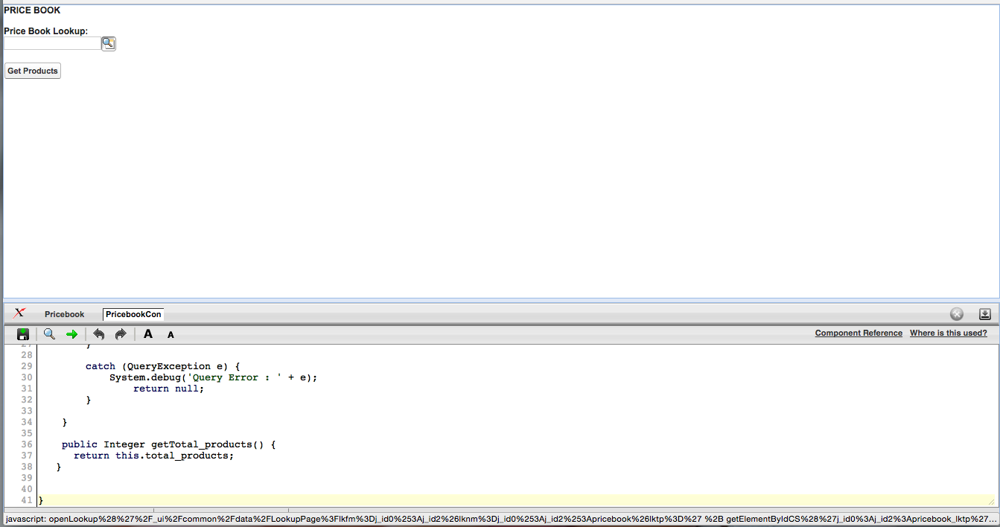 PRICE BOOK
Price Book Lookup:
Get Products
X Pricebook PricebookCon
A A Component Reference Where is this used?
27 }
28
29 catch (QueryException e) {
30 System.debug('Query Error : ' + e);
31 return null;
32 }
33
34 }
35
36 public Integer getTotal_products() {
37 return this.total_products;
38 }
39
40
41 }
javascript: openLookup%28%27%2F_ui%2Fcommon%2Fdata%2FLookupPage%3Flkfm%3Dj_id0%253Aj_id2%26lknm%3Dj_id0%253Aj_id2%253Apricebook%26lktp%3D%27 %2B getElementByIdCS%28%27j_id0%3Aj_id2%3Apricebook_lktp%27...